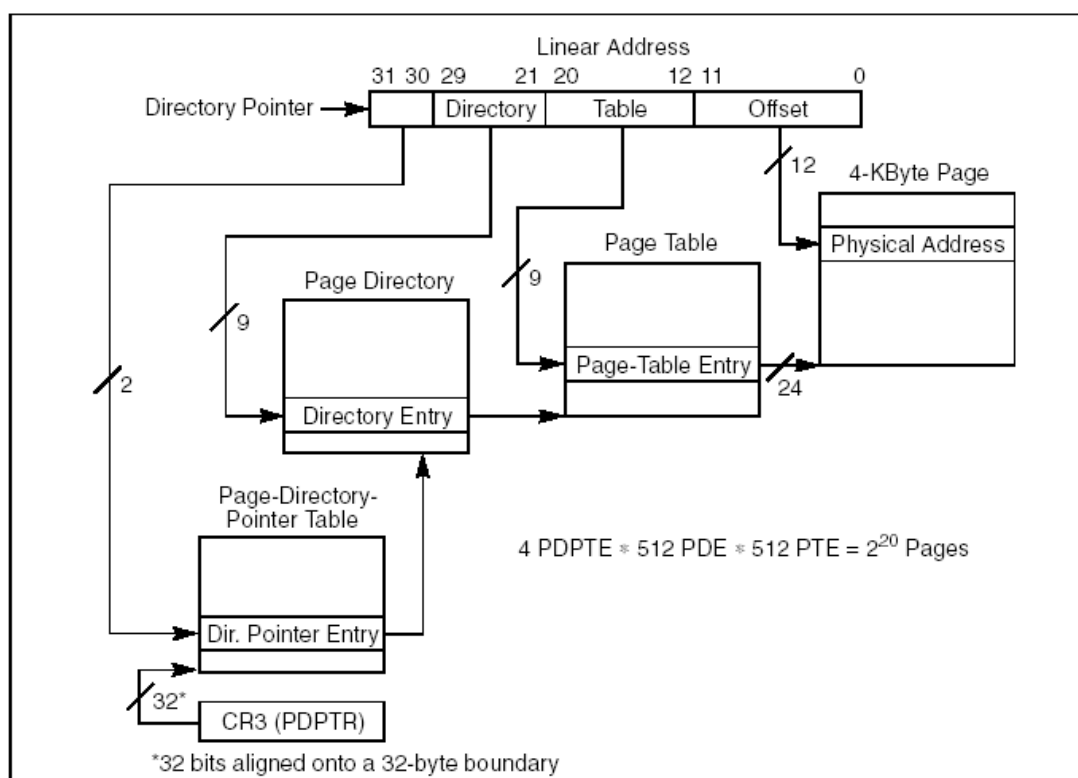 Linear Address
31 30 29 21 20 12 11 0
Directory Pointer
Directory Table Offset
12
4-KByte Page
Physical Address
Page Table
9
Page-Table Entry
24
Page Directory
9
Directory Entry
2
Page-Directory-
Pointer Table
4 PDPTE * 512 PDE * 512 PTE = 2²⁰ Pages
Dir. Pointer Entry
32*
CR3 (PDPTR)
*32 bits aligned onto a 32-byte boundary